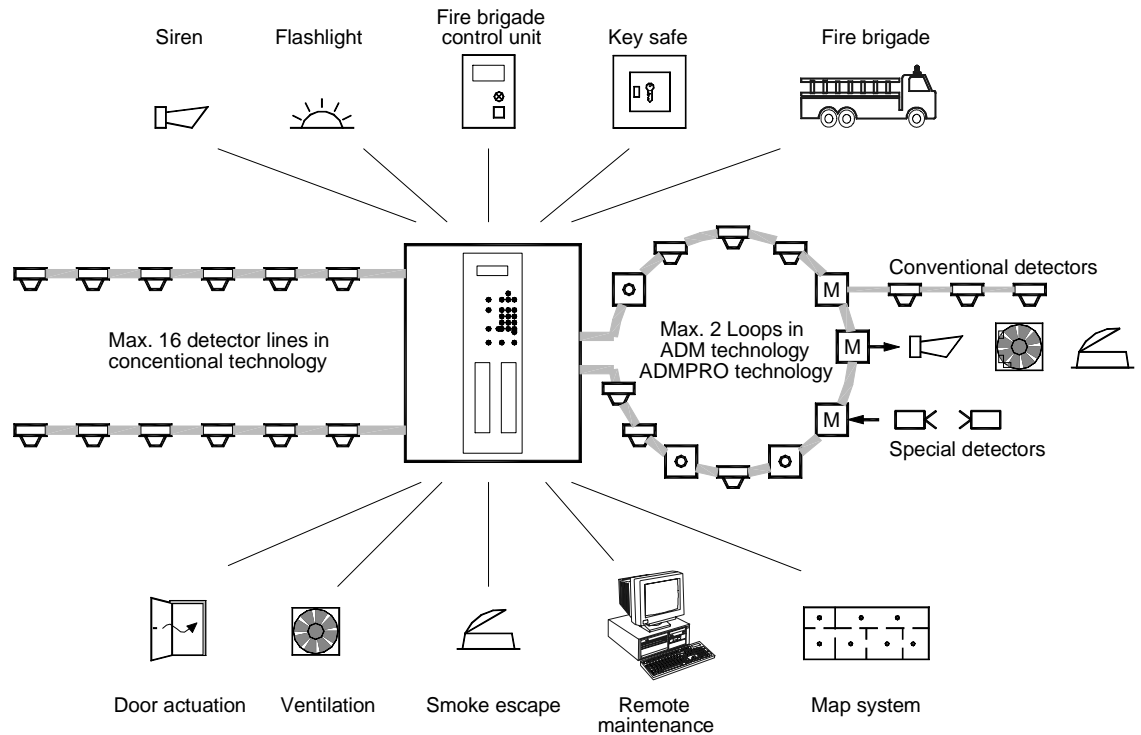 Siren
Flashlight
Fire brigade
control unit
Key safe
Fire brigade
Conventional detectors
M
Max. 16 detector lines in
concentional technology
Max. 2 Loops in
ADM technology
ADMPRO technology
M
M
Special detectors
Door actuation
Ventilation
Smoke escape
Remote
maintenance
Map system